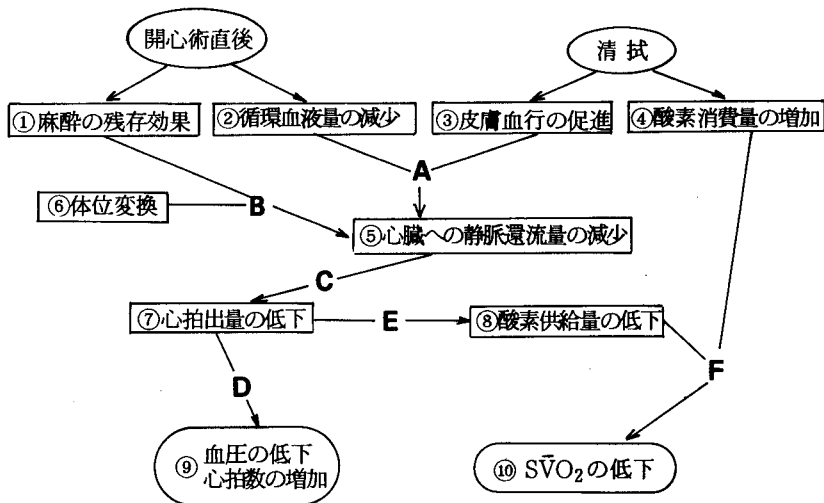 開心術直後
清拭
①麻酔の残存効果
②循環血液量の減少
③皮膚血行の促進
④酸素消費量の増加
A
⑥体位変換
B
⑤心臓への静脈還流量の減少
C
⑦心拍出量の低下
E
⑧酸素供給量の低下
F
D
⑨ 血圧の低下
心拍数の増加
⑩ SV̄O₂の低下